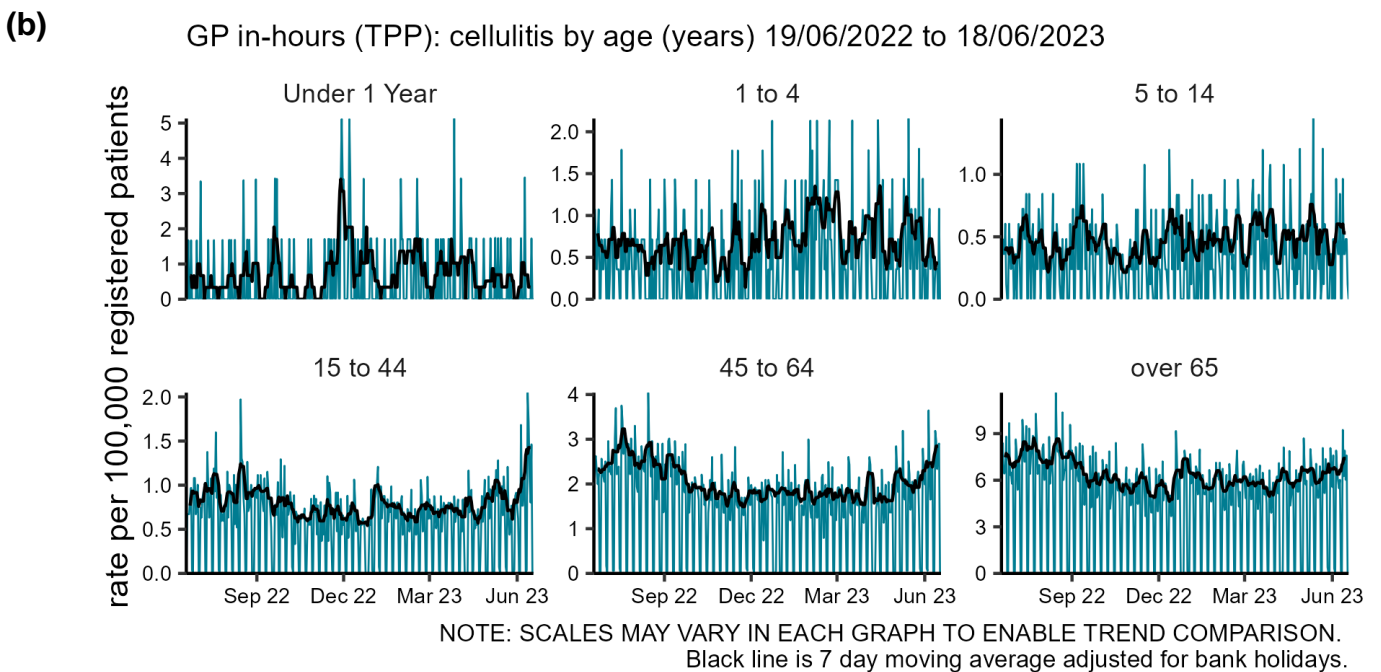 (b)
GP in-hours (TPP): cellulitis by age (years) 19/06/2022 to 18/06/2023
rate per 100,000 registered patients
Under 1 Year
5
4
3
2
1
0
1 to 4
2.0
1.5
1.0
0.5
0.0
5 to 14
1.0
0.5
0.0
15 to 44
2.0
1.5
1.0
0.5
0.0
Sep 22 Dec 22 Mar 23 Jun 23
45 to 64
4
3
2
1
0
Sep 22 Dec 22 Mar 23 Jun 23
over 65
9
6
3
0
Sep 22 Dec 22 Mar 23 Jun 23
NOTE: SCALES MAY VARY IN EACH GRAPH TO ENABLE TREND COMPARISON.
Black line is 7 day moving average adjusted for bank holidays.